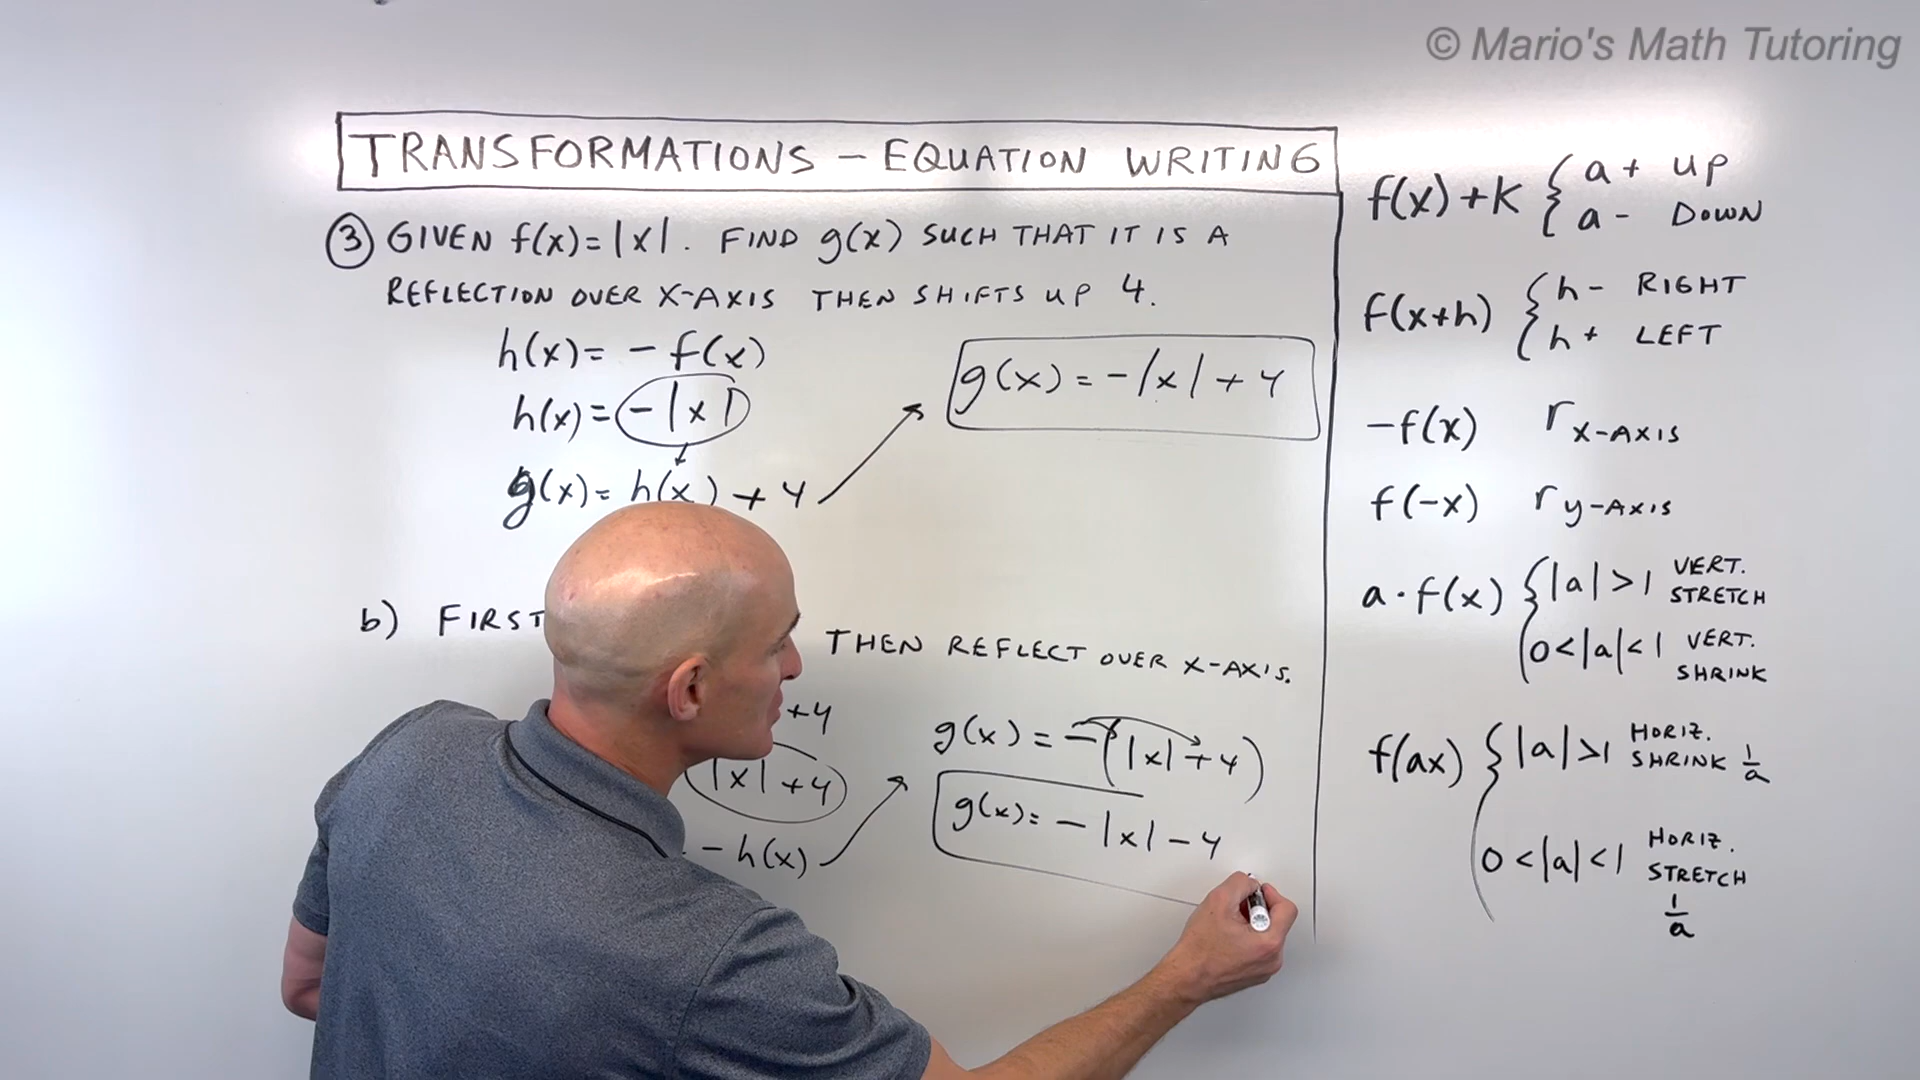 © Mario's Math Tutoring
TRANSFORMATIONS – EQUATION WRITING
③ GIVEN f(x)=|x|. FIND g(x) SUCH THAT IT IS A
REFLECTION OVER X-AXIS THEN SHIFTS UP 4.
h(x)= -f(x)
h(x)= -|x|
g(x)= h(x)+4
g(x)= -|x|+4
b) FIRST
THEN REFLECT OVER X-AXIS.
+4
|x|+4
-h(x)
g(x)= -(|x|+4)
g(x)= -|x|-4
f(x)+K { a + UP
a - DOWN
f(x+h) { h - RIGHT
h + LEFT
-f(x) r x-AXIS
f(-x) r y-AXIS
a·f(x) { |a|>1 VERT. STRETCH
0<|a|<1 VERT. SHRINK
f(ax) { |a|>1 HORIZ. SHRINK 1/a
0<|a|<1 HORIZ. STRETCH 1/a